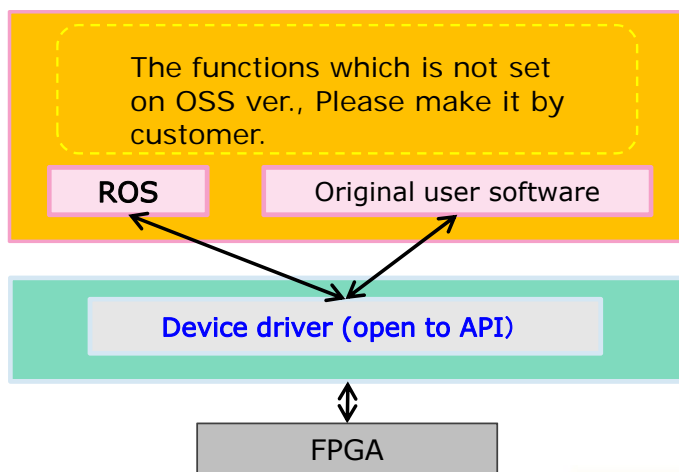 The functions which is not set
on OSS ver., Please make it by
customer.
ROS
Original user software
Device driver (open to API)
FPGA